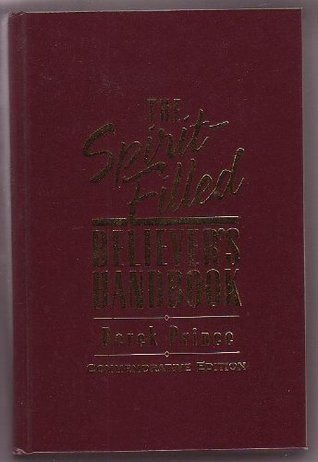 THE
Spirit-
Filled
BELIEVER'S
HANDBOOK
Derek Prince
COMMEMORATIVE EDITION